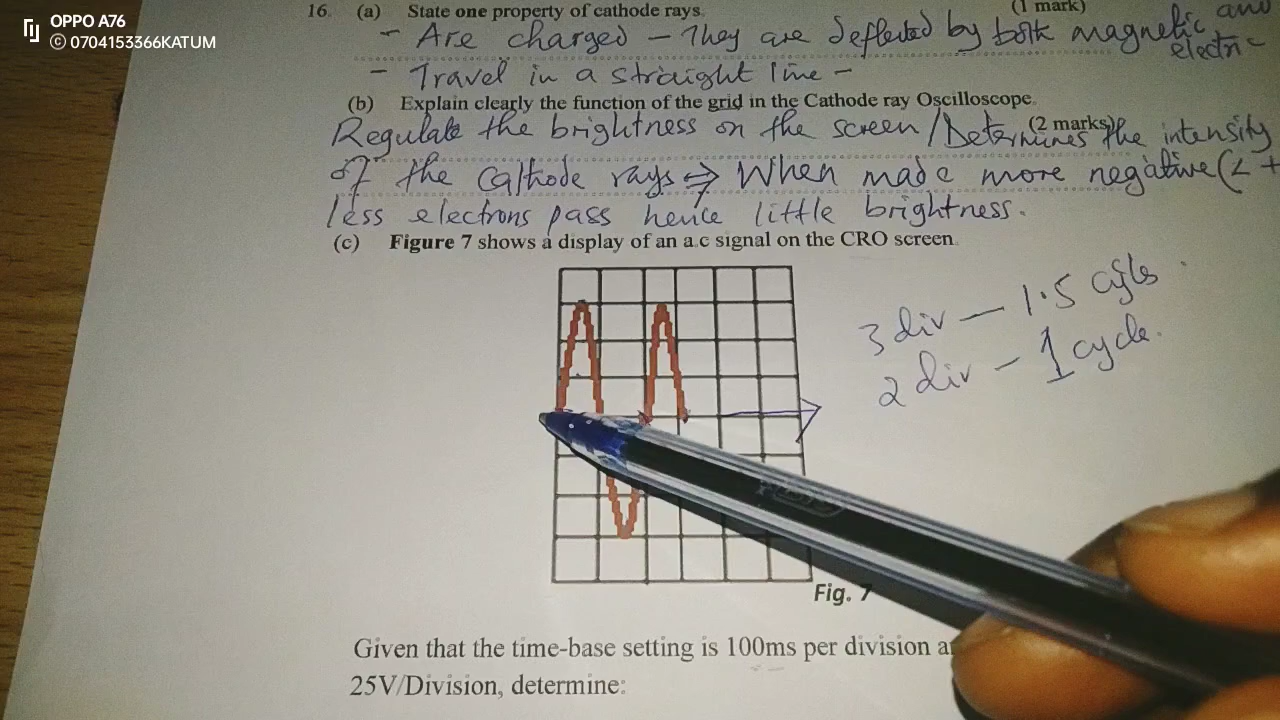 OPPO A76
© 0704153366KATUM
16. (a) State one property of cathode rays. (1 mark)
- Are charged - They are deflected by both magnetic and electric
- Travel in a straight line -
(b) Explain clearly the function of the grid in the Cathode ray Oscilloscope.
(2 marks)
Regulate the brightness on the screen / Determines the intensity
of the cathode rays ⇒ When made more negative (
less electrons pass hence little brightness.
(c) Figure 7 shows a display of an a.c signal on the CRO screen.
3 div — 1.5 cycles
2 div — 1 cycle.
Fig. 7
Given that the time-base setting is 100ms per division
25V/Division, determine: